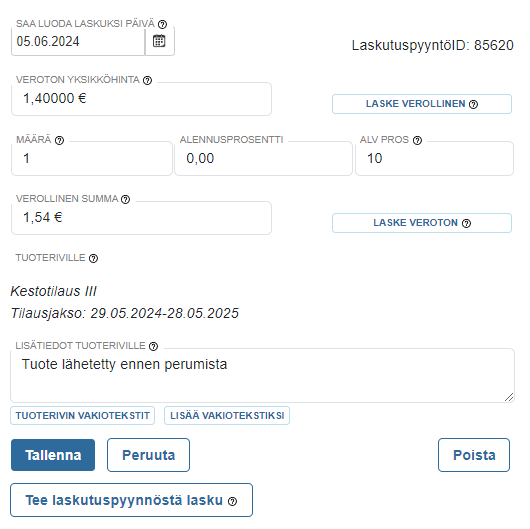 SAA LUODA LASKUKSI PÄIVÄ
05.06.2024
LaskutuspyyntöID: 85620
VEROTON YKSIKKÖHINTA
1,40000 €
LASKE VEROLLINEN
MÄÄRÄ ALENNUSPROSENTTI ALV PROS
1 0,00 10
VEROLLINEN SUMMA
1,54 €
LASKE VEROTON
TUOTERIVILLE
Kestotilaus III
Tilausjakso: 29.05.2024-28.05.2025
LISÄTIEDOT TUOTERIVILLE
Tuote lähetetty ennen perumista
TUOTERIVIN VAKIOTEKSTIT LISÄÄ VAKIOTEKSTIKSI
Tallenna Peruuta Poista
Tee laskutuspyynnöstä lasku